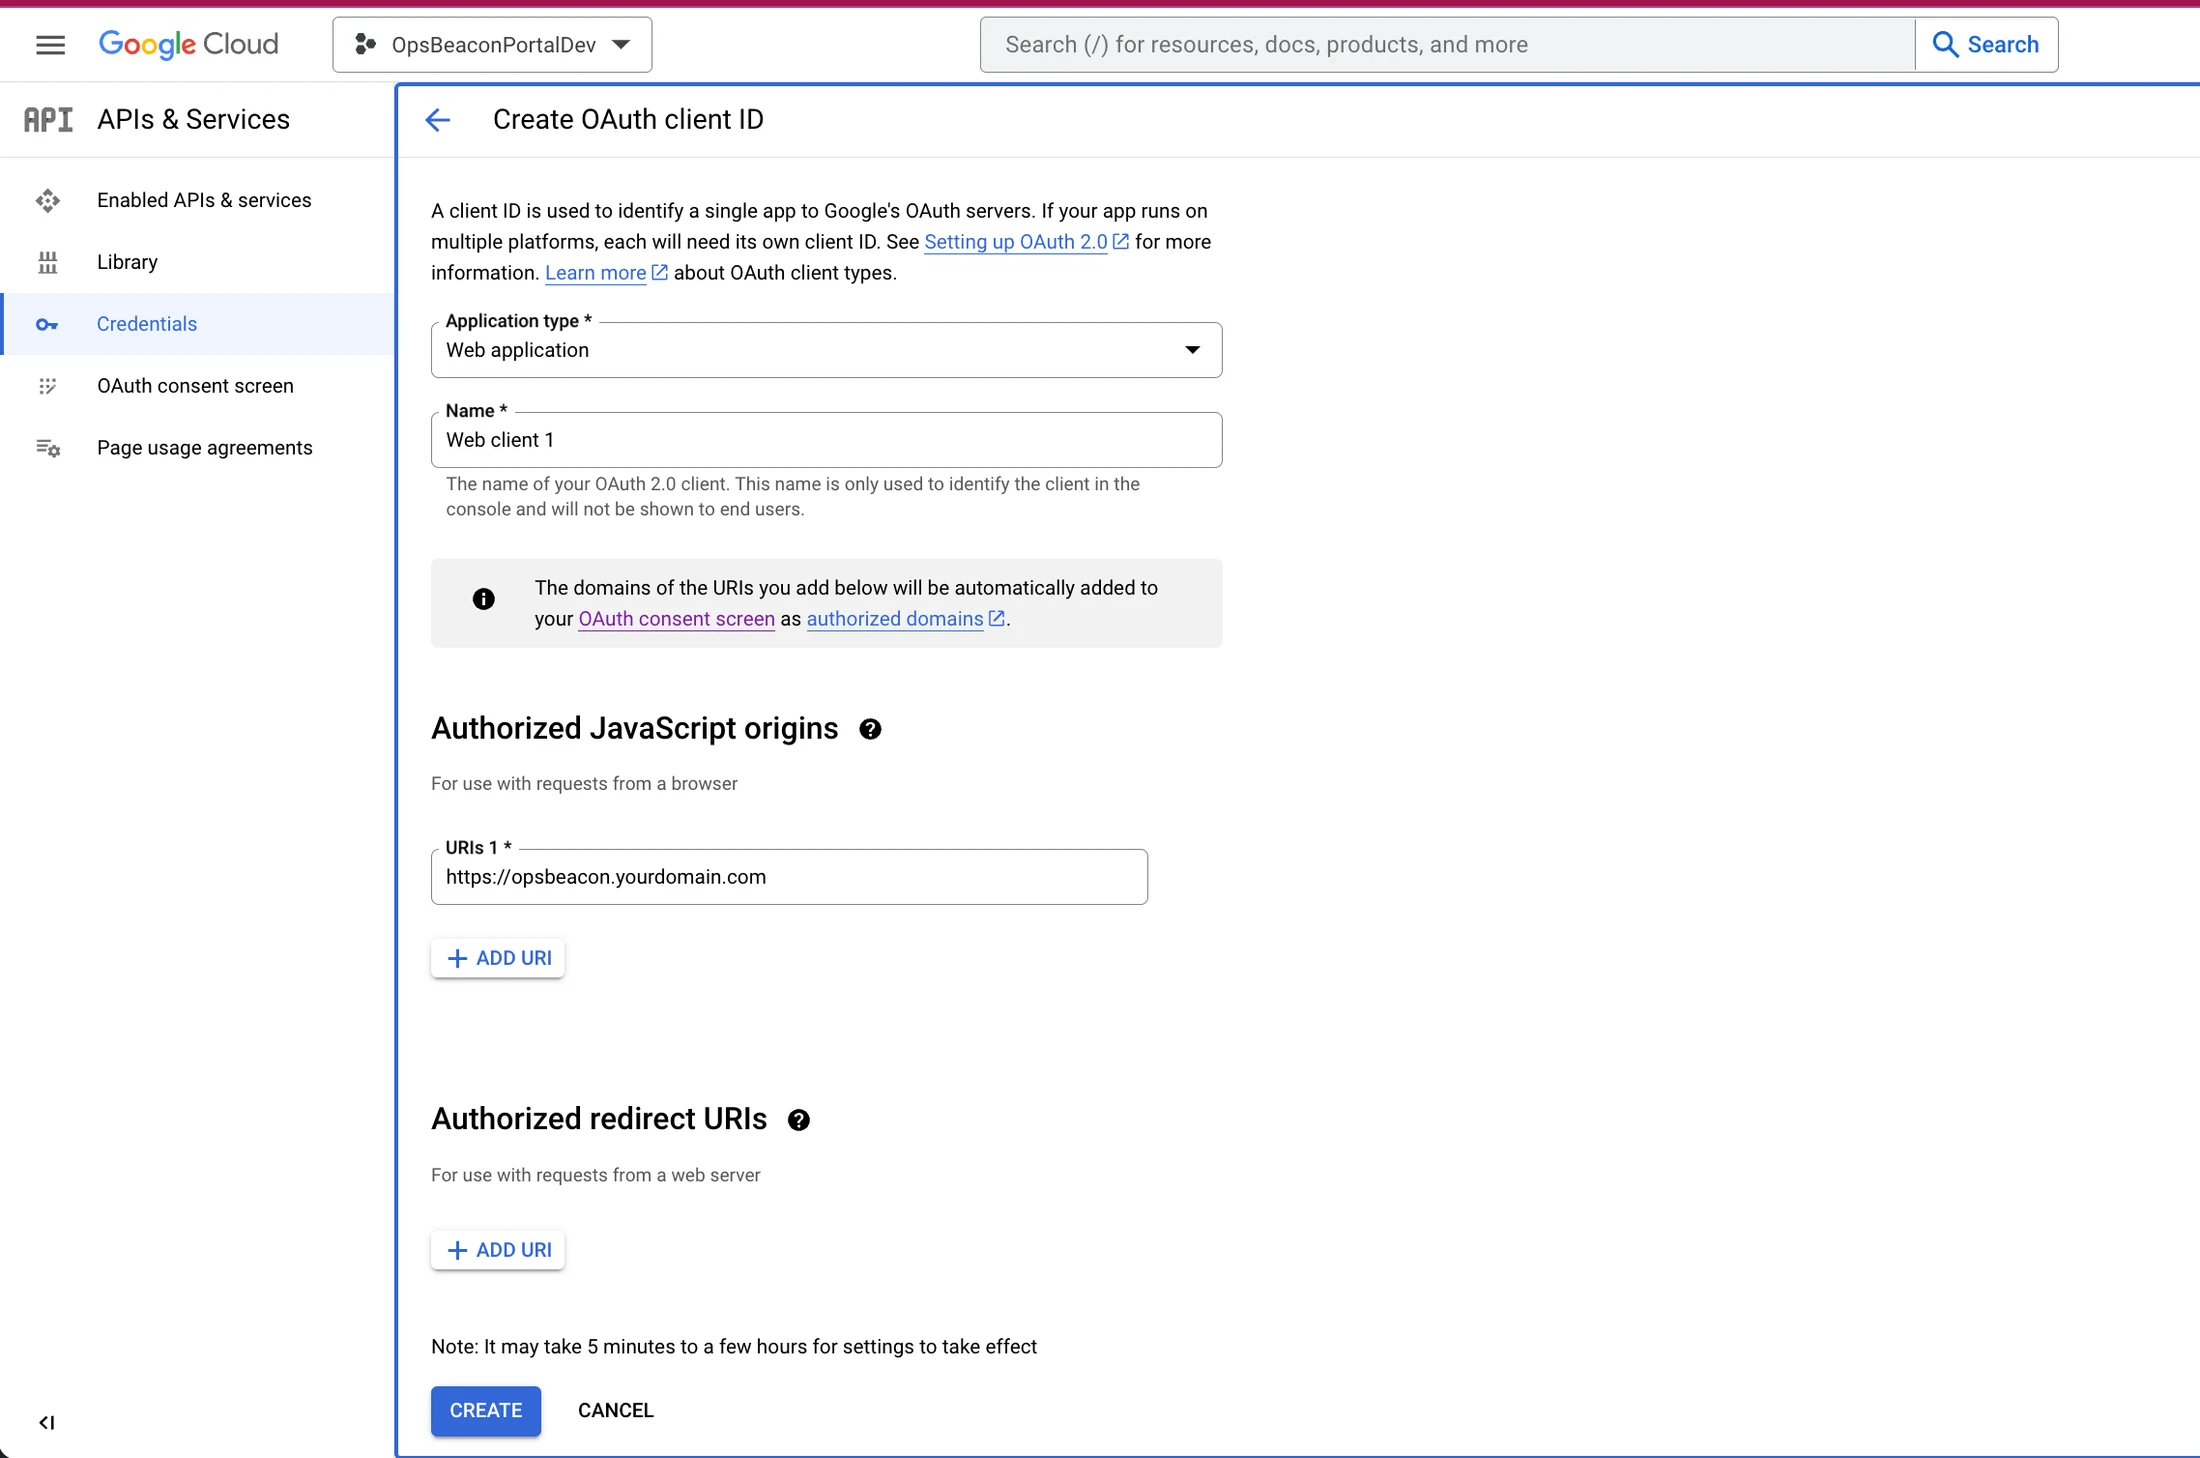 Google Cloud
OpsBeaconPortalDev
Search (/) for resources, docs, products, and more
Search
API APIs & Services
Enabled APIs & services
Library
Credentials
OAuth consent screen
Page usage agreements
Create OAuth client ID
A client ID is used to identify a single app to Google's OAuth servers. If your app runs on
multiple platforms, each will need its own client ID. See Setting up OAuth 2.0 for more
information. Learn more about OAuth client types.
Application type *
Web application
Name *
Web client 1
The name of your OAuth 2.0 client. This name is only used to identify the client in the
console and will not be shown to end users.
The domains of the URIs you add below will be automatically added to
your OAuth consent screen as authorized domains.
Authorized JavaScript origins
For use with requests from a browser
URIs 1 *
https://opsbeacon.yourdomain.com
+ ADD URI
Authorized redirect URIs
For use with requests from a web server
+ ADD URI
Note: It may take 5 minutes to a few hours for settings to take effect
CREATE
CANCEL